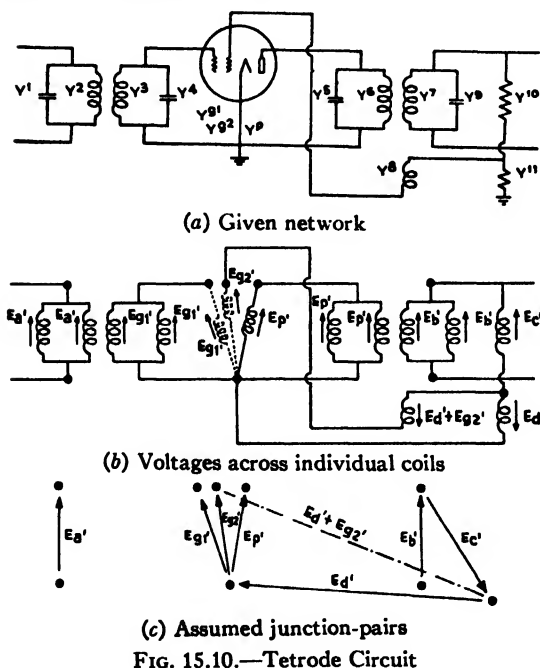 Y1 Y2 Y3 Y4 Yg1 Yg2 Yp Y5 Y6 Y7 Y8 Y9 Y10 Y11
(a) Given network
Ea' Ea' Eg1' Eg1' Eg1' Eg2' Ep' Ep' Ep' Eb' Eb' Ec' Ed'+Eg2' Ed
(b) Voltages across individual coils
Ea' Eg1' Eg2' Ep' Ed'+Eg2' Eb' Ec' Ed'
(c) Assumed junction-pairs
FIG. 15.10.—Tetrode Circuit